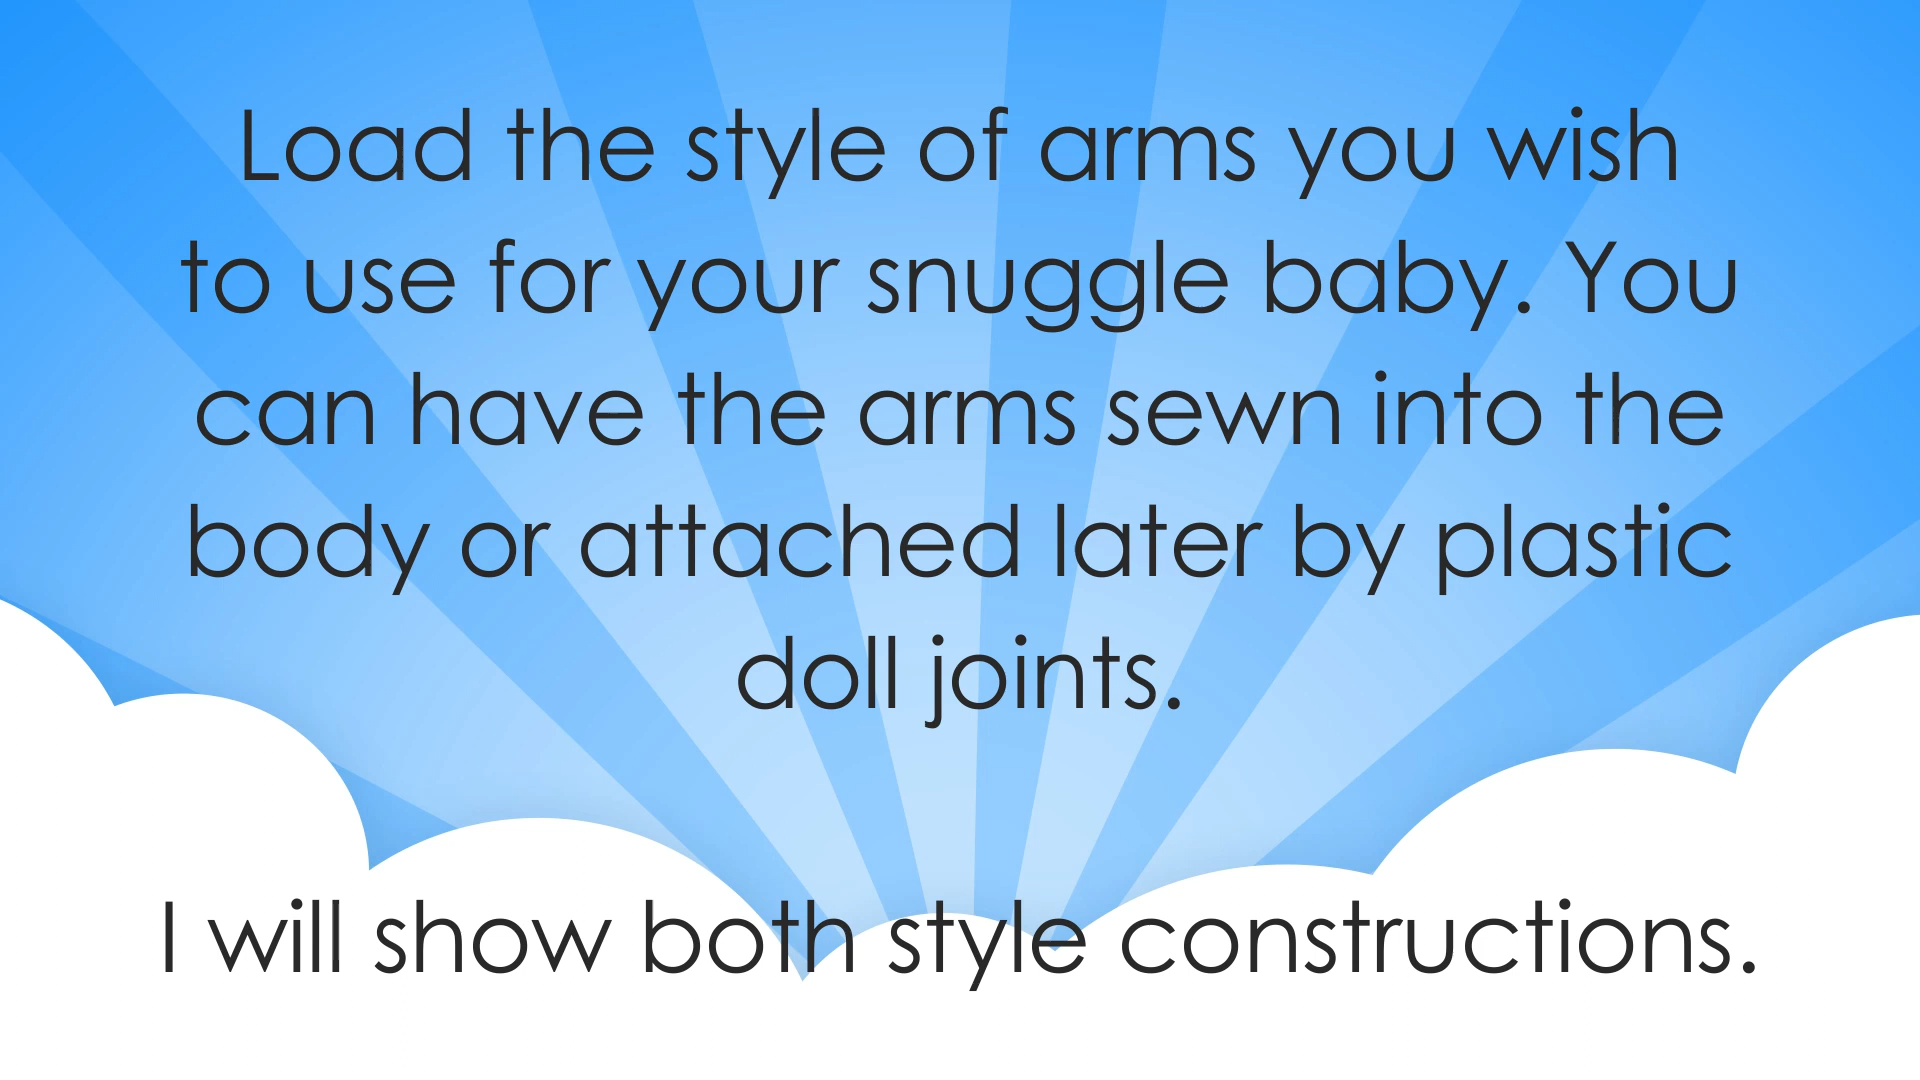 Load the style of arms you wish
to use for your snuggle baby. You
can have the arms sewn into the
body or attached later by plastic
doll joints.
I will show both style constructions.